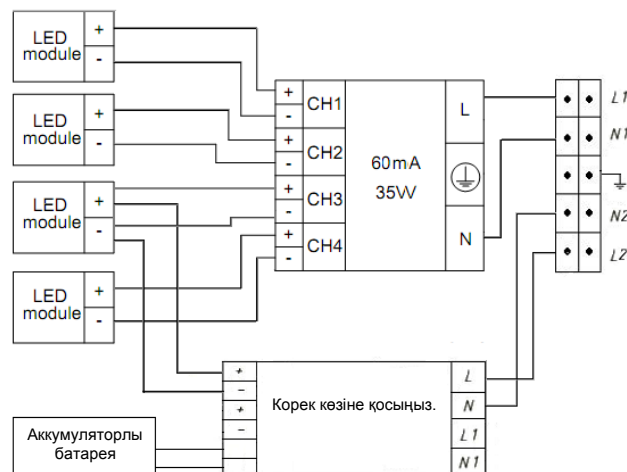 LED
module
+
-
LED
module
+
-
LED
module
+
-
LED
module
+
-
+
-
CH1
+
-
CH2
+
-
CH3
+
-
CH4
60mA
35W
L
N
L1
N1
N2
L2
+
-
+
-
Корек көзіне қосыңыз.
L
N
L1
N1
Аккумуляторлы
батарея